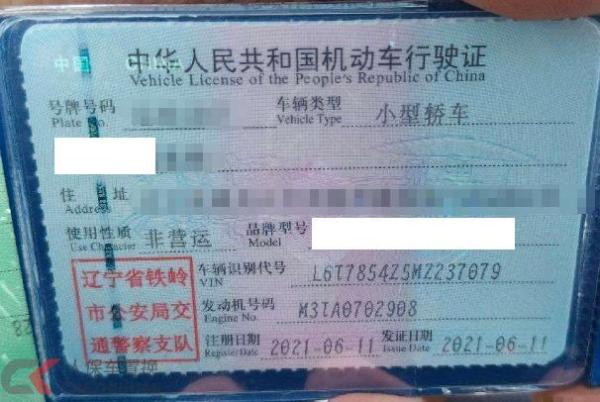 中华人民共和国机动车行驶证
Vehicle License of the People's Republic of China
号牌号码 车辆类型 小型轿车
Plate No. Vehicle Type
住 址
Address
使用性质 非营运 品牌型号
Use Character Model
车辆识别代号 L6T7854Z5MZ237079
VIN
发动机号码 M3TA0702908
Engine No.
注册日期 2021-06-11 发证日期 2021-06-11
Register Date Issue Date
辽宁省铁岭
市公安局交
通警察支队